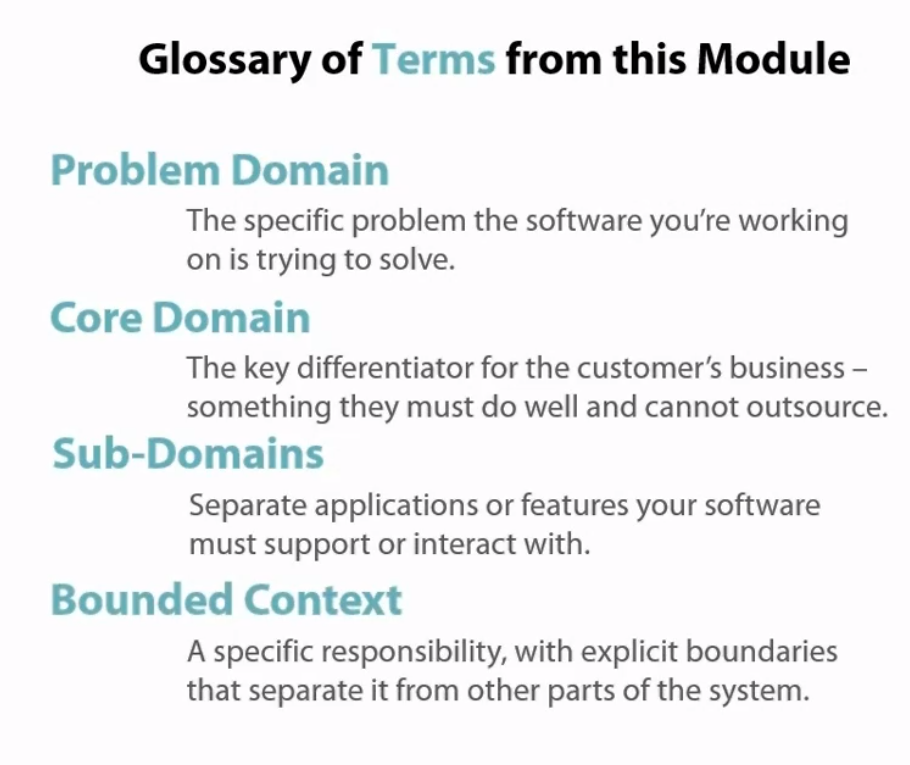 Glossary of Terms from this Module
Problem Domain
The specific problem the software you’re working
on is trying to solve.
Core Domain
The key differentiator for the customer’s business –
something they must do well and cannot outsource.
Sub-Domains
Separate applications or features your software
must support or interact with.
Bounded Context
A specific responsibility, with explicit boundaries
that separate it from other parts of the system.